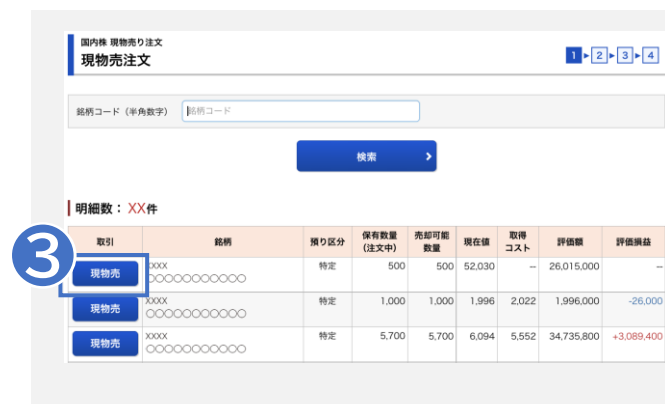 国内株 現物売り注文
現物売注文
1 ▶ 2 ▶ 3 ▶ 4
銘柄コード（半角数字） 銘柄コード
検索
明細数：XX件
取引 銘柄 預り区分 保有数量（注文中） 売却可能数量 現在値 取得コスト 評価額 評価損益
3
現物売 XXXX 特定 500 500 52,030 – 26,015,000 –
○○○○○○○○○○○
現物売 XXXX 特定 1,000 1,000 1,996 2,022 1,996,000 -26,000
○○○○○○○○○○○
現物売 XXXX 特定 5,700 5,700 6,094 5,552 34,735,800 +3,089,400
○○○○○○○○○○○